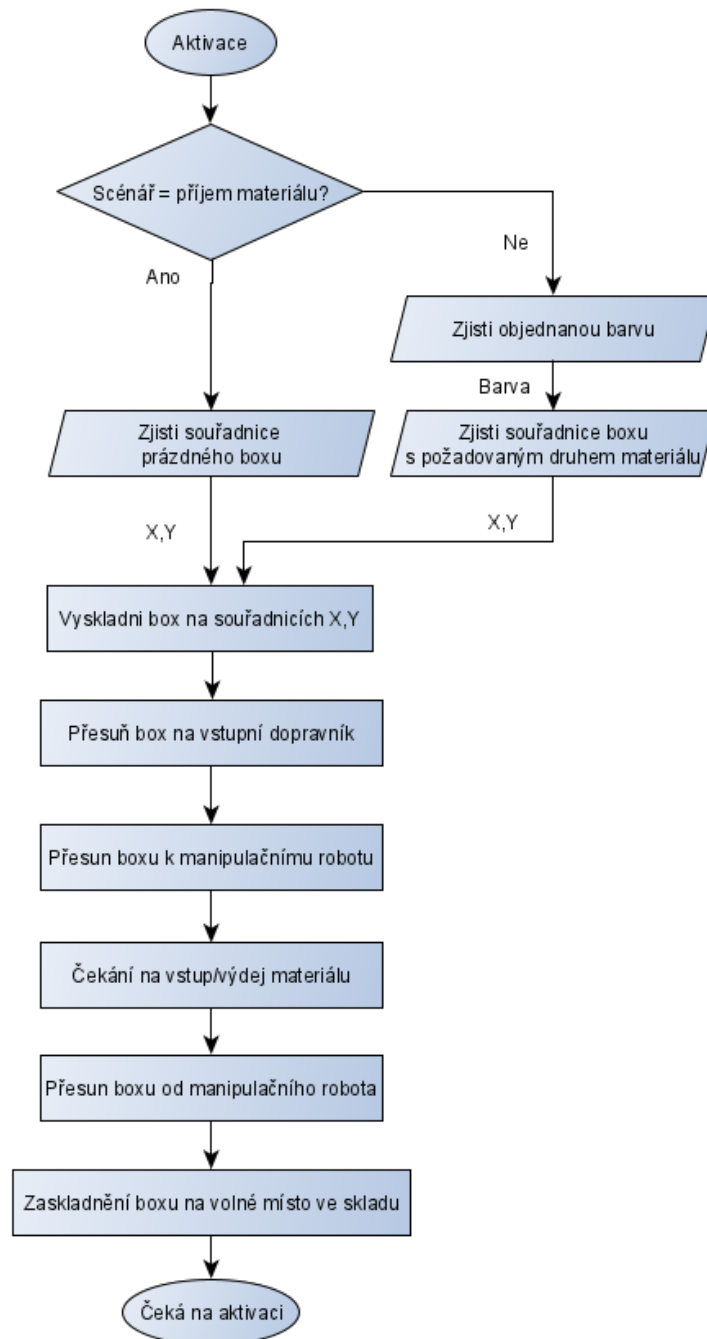 Aktivace
Scénář = příjem materiálu?
Ne
Ano
Zjisti objednanou barvu
Barva
Zjisti souřadnice
prázdného boxu
Zjisti souřadnice boxu
s požadovaným druhem materiálu
X,Y
X,Y
Vyskladni box na souřadnicích X,Y
Přesuň box na vstupní dopravník
Přesun boxu k manipulačnímu robotu
Čekání na vstup/výdej materiálu
Přesun boxu od manipulačního robota
Zaskladnění boxu na volné místo ve skladu
Čeká na aktivaci